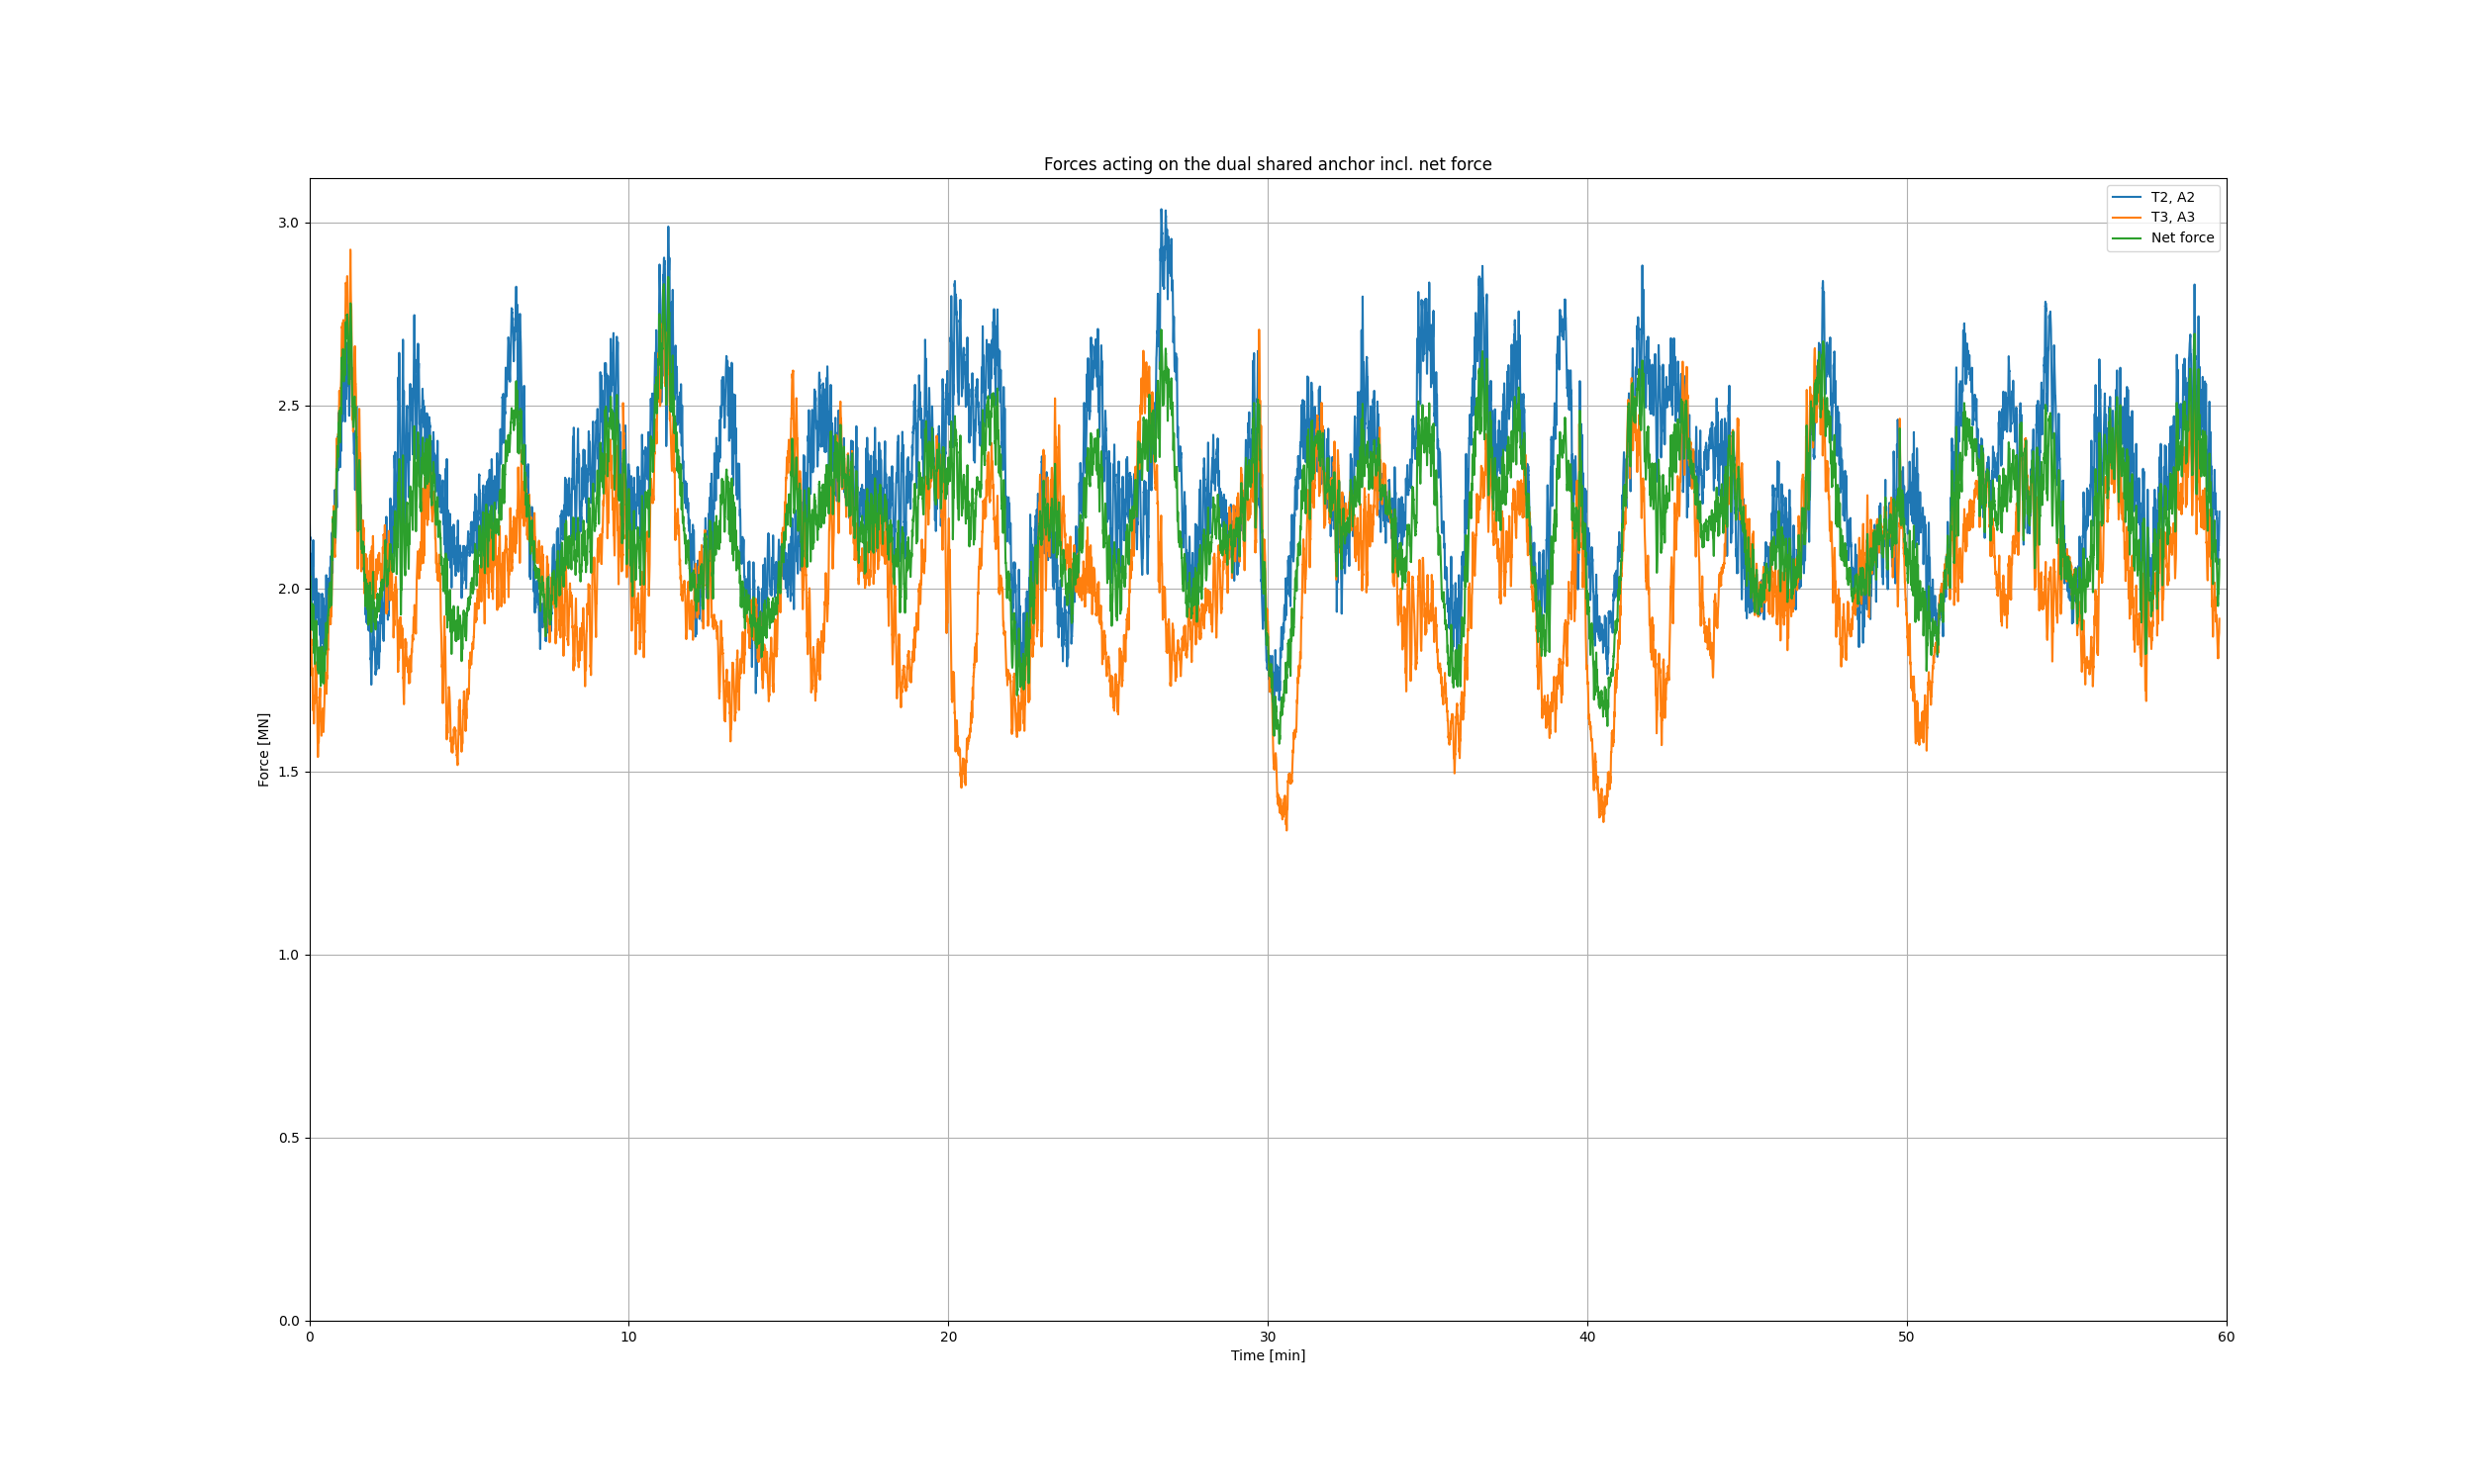 Forces acting on the dual shared anchor incl. net force
T2, A2
T3, A3
Net force
3.0
2.5
2.0
1.5
1.0
0.5
0.0
Force [MN]
0 10 20 30 40 50 60
Time [min]